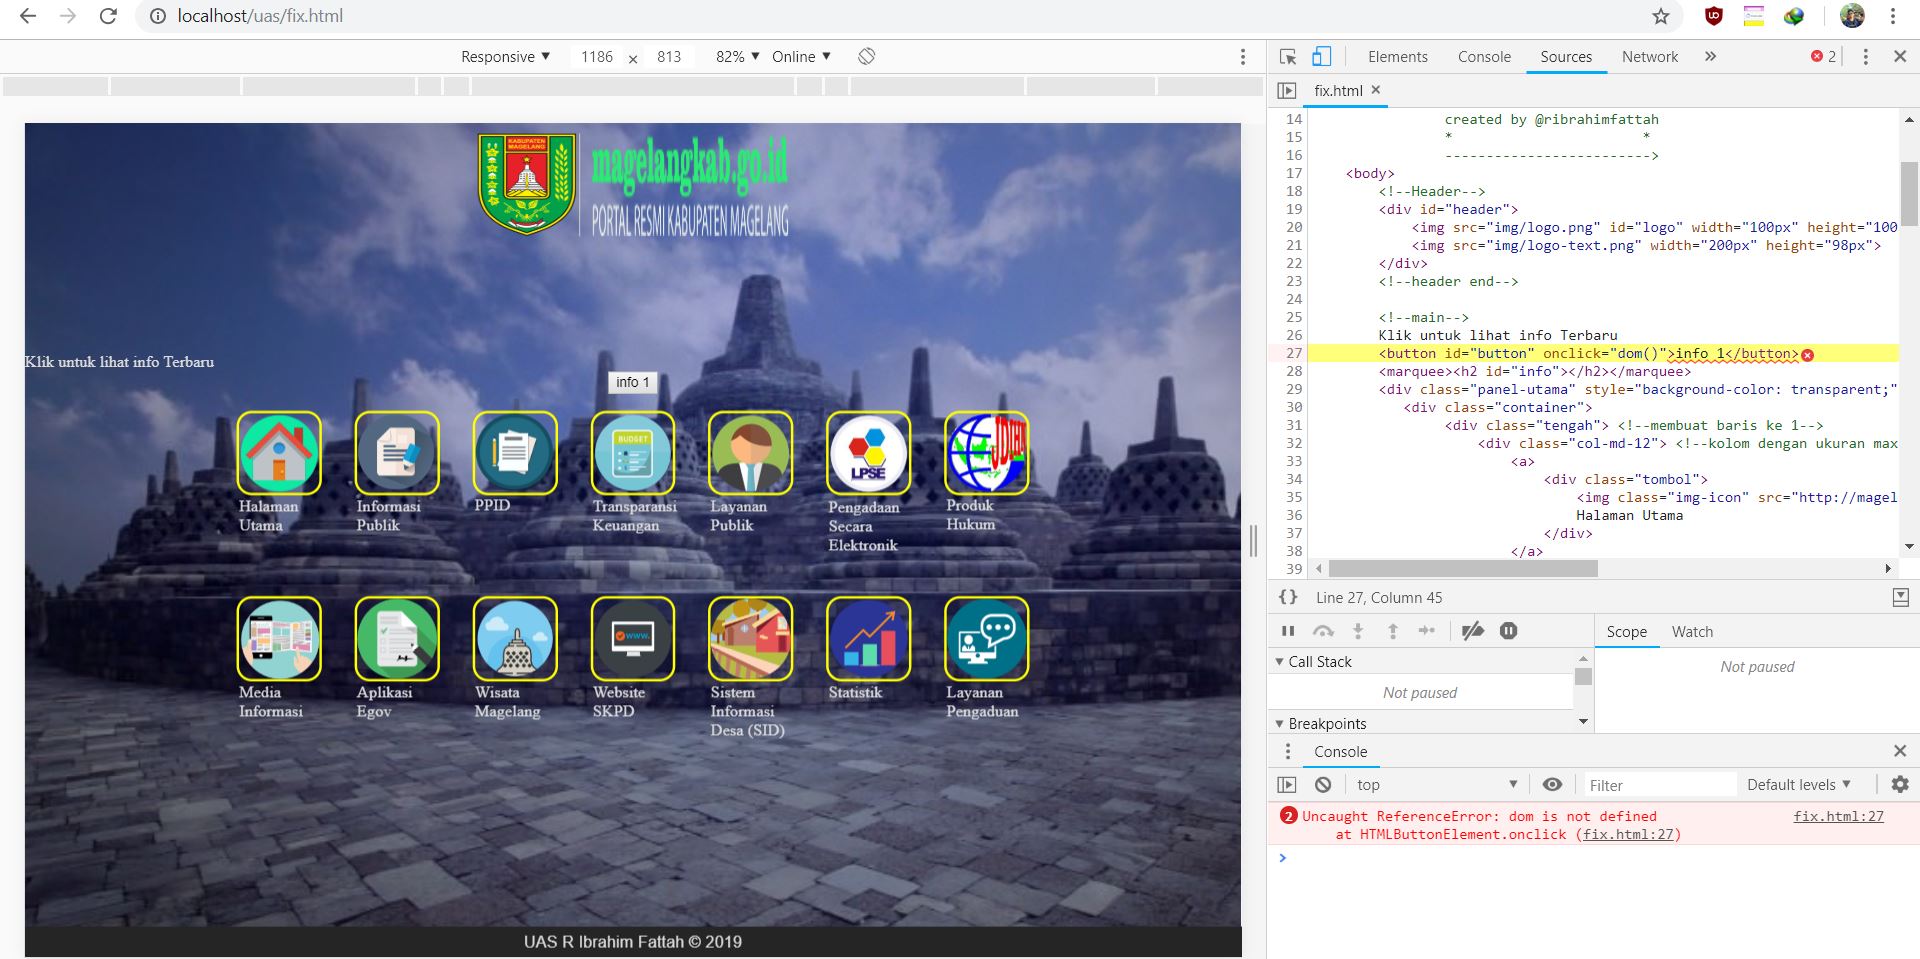 localhost/uas/fix.html
Responsive ▼ 1186 × 813 82% ▼ Online ▼
Elements Console Sources Network » 2
fix.html ×
KABUPATEN
MAGELANG
magelangkab.go.id
PORTAL RESMI KABUPATEN MAGELANG
Klik untuk lihat info Terbaru
info 1
BUDGET
LPSE
JDIH
Halaman Utama
Informasi Publik
PPID
Transparansi Keuangan
Layanan Publik
Pengadaan Secara Elektronik
Produk Hukum
www.
Media Informasi
Aplikasi Egov
Wisata Magelang
Website SKPD
Sistem Informasi Desa (SID)
Statistik
Layanan Pengaduan
UAS R Ibrahim Fattah © 2019
14 created by @ribrahimfattah
15 * *
16 ------------------------->
17 <body>
18 <!--Header-->
19 <div id="header">
20 <img src="img/logo.png" id="logo" width="100px" height="100
21 <img src="img/logo-text.png" width="200px" height="98px">
22 </div>
23 <!--header end-->
24
25 <!--main-->
26 Klik untuk lihat info Terbaru
27 <button id="button" onclick="dom()">info 1</button>
28 <marquee><h2 id="info"></h2></marquee>
29 <div class="panel-utama" style="background-color: transparent;"
30 <div class="container">
31 <div class="tengah"> <!--membuat baris ke 1-->
32 <div class="col-md-12"> <!--kolom dengan ukuran max
33 <a>
34 <div class="tombol">
35 <img class="img-icon" src="http://magel
36 Halaman Utama
37 </div>
38 </a>
39
{ } Line 27, Column 45
Scope Watch
▼ Call Stack
Not paused
Not paused
▼ Breakpoints
Console
top ▼ Filter Default levels ▼
2 Uncaught ReferenceError: dom is not defined fix.html:27
at HTMLButtonElement.onclick (fix.html:27)
>